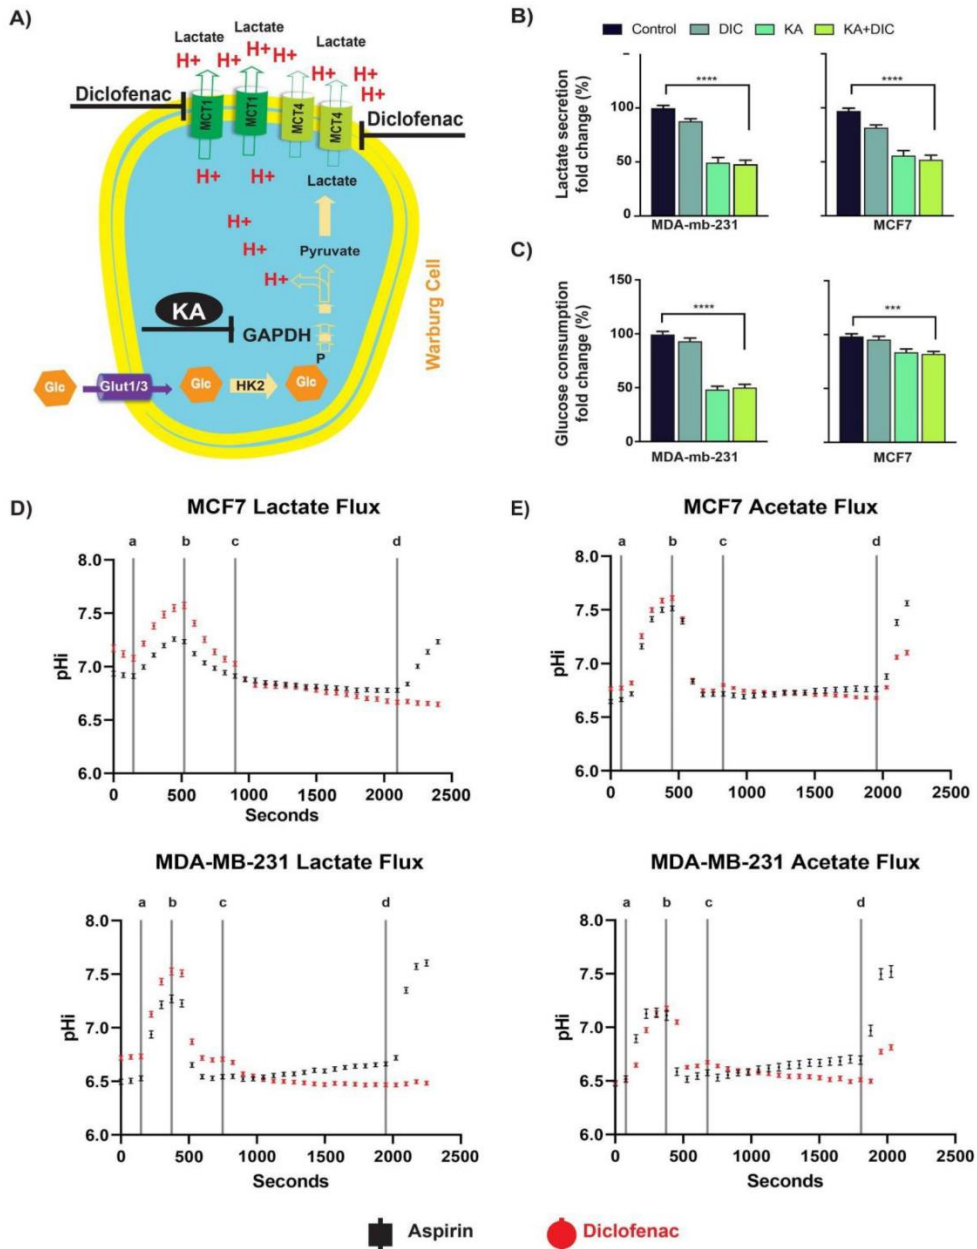 A)
Lactate
Lactate
Lactate
H+
H+
H+
H+
H+
H+
H+
Diclofenac
MCT1
MCT1
MCT4
MCT4
Diclofenac
H+
H+
Lactate
H+
H+
Pyruvate
H+
KA
GAPDH
P
Glc
Glut1/3
Glc
HK2
Glc
Warburg Cell
B)
Control
DIC
KA
KA+DIC
Lactate secretion
fold change (%)
100
50
0
****
MDA-mb-231
****
MCF7
C)
Glucose consumption
fold change (%)
150
100
50
0
****
MDA-mb-231
***
MCF7
D)
MCF7 Lactate Flux
a b c d
8.0
7.5
7.0
6.5
6.0
pHi
0 500 1000 1500 2000 2500
Seconds
E)
MCF7 Acetate Flux
a b c d
8.0
7.5
7.0
6.5
6.0
pHi
0 500 1000 1500 2000 2500
MDA-MB-231 Lactate Flux
a b c d
8.0
7.5
7.0
6.5
6.0
pHi
0 500 1000 1500 2000 2500
Seconds
MDA-MB-231 Acetate Flux
a b c d
8.0
7.5
7.0
6.5
6.0
pHi
0 500 1000 1500 2000 2500
Seconds
Aspirin
Diclofenac